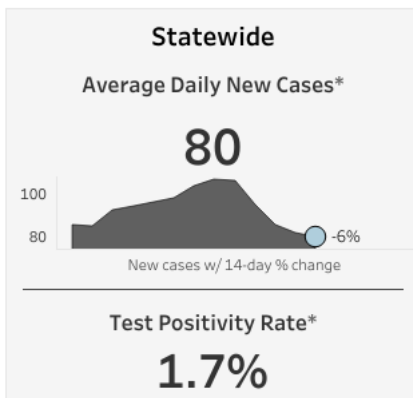 Statewide
Average Daily New Cases*
80
100
80
-6%
New cases w/ 14-day % change
Test Positivity Rate*
1.7%